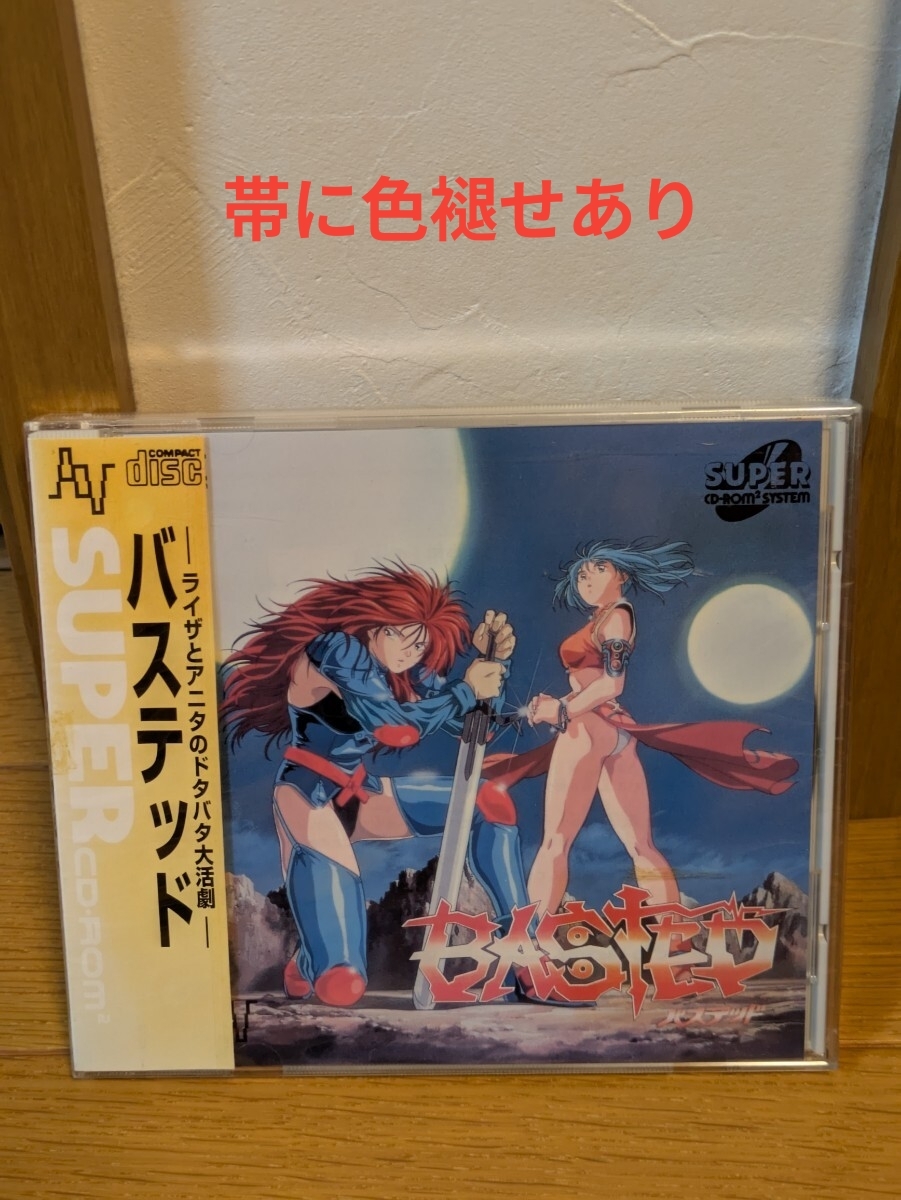 帯に色褪せあり
AV
COMPACT
disc
SUPER
CD-ROM²
バステッド
―ライザとアニタのドタバタ大活劇―
SUPER
CD-ROM² SYSTEM
BASTED
バステッド